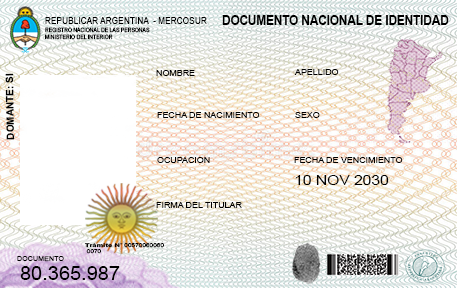 REPUBLICAR ARGENTINA - MERCOSUR
REGISTRO NACIONAL DE LAS PERSONAS
MINISTERIO DEL INTERIOR
DOCUMENTO NACIONAL DE IDENTIDAD
DOMANTE: SI
NOMBRE
APELLIDO
FECHA DE NACIMIENTO
SEXO
OCUPACION
FECHA DE VENCIMIENTO
10 NOV 2030
FIRMA DEL TITULAR
Trámite N° 00570060060
0070
DOCUMENTO
80.365.987